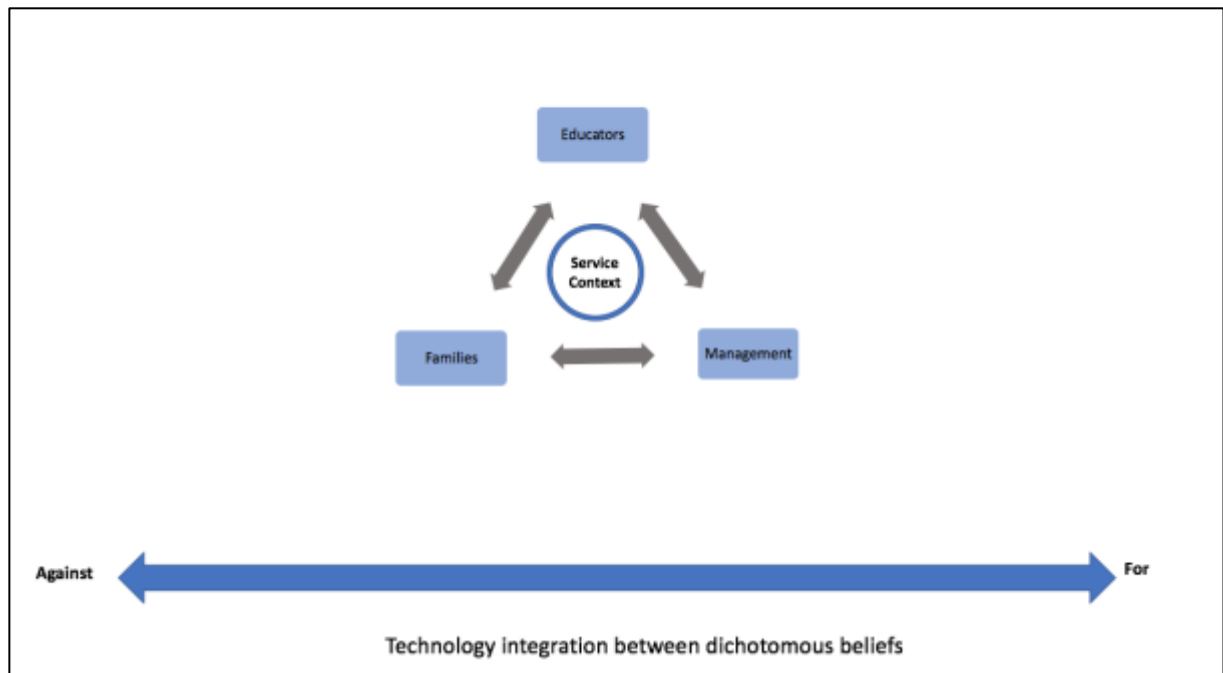 Educators
Service
Context
Families
Management
Against
For
Technology integration between dichotomous beliefs